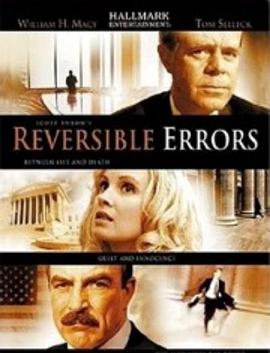 WILLIAM H. MACY HALLMARK ENTERTAINMENT TOM SELLECK
SCOTT TUROW'S
REVERSIBLE ERRORS
BETWEEN LIFE AND DEATH
GUILT AND INNOCENCE